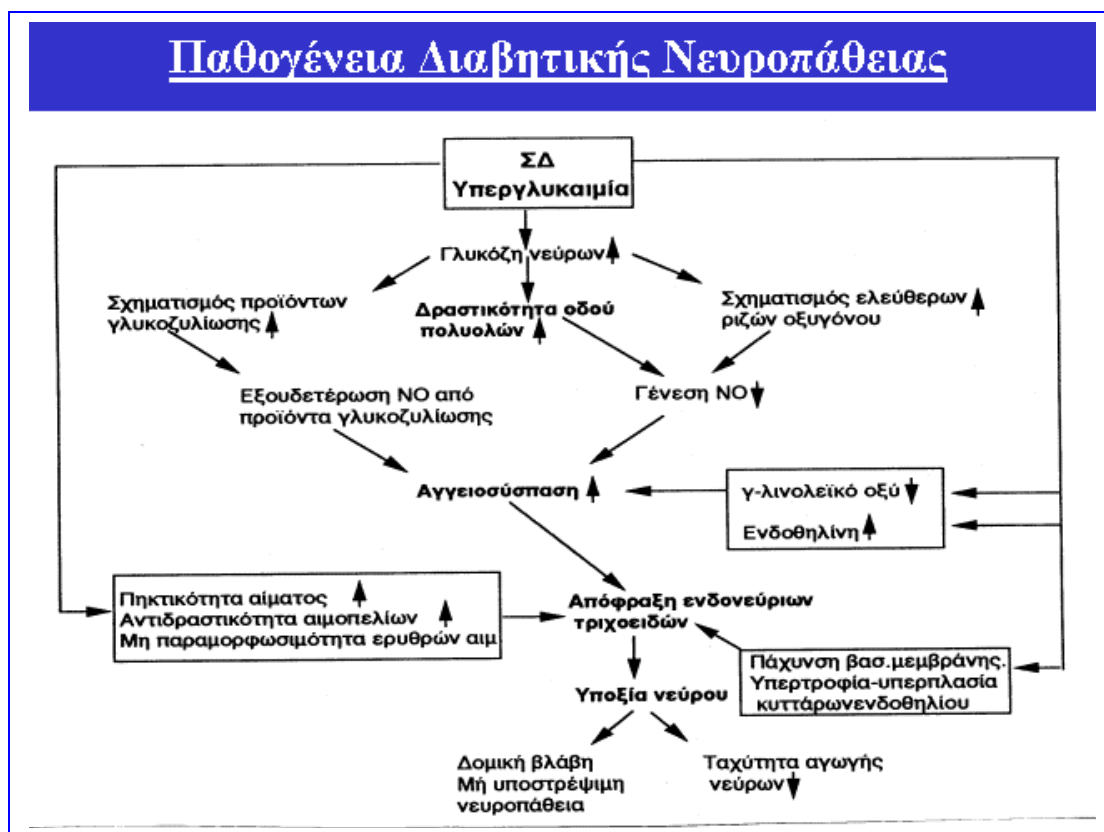 Παθογένεια Διαβητικής Νευροπάθειας
ΣΔ
Υπεργλυκαιμία
Γλυκόζη νεύρων
Σχηματισμός προϊόντων
γλυκοζυλίωσης
Δραστικότητα οδού
πολυολών
Σχηματισμός ελεύθερων
ριζών οξυγόνου
Εξουδετέρωση ΝΟ από
προϊόντα γλυκοζυλίωσης
Γένεση ΝΟ
Αγγειοσύσπαση
γ-λινολεϊκό οξύ
Ενδοθηλίνη
Πηκτικότητα αίματος
Αντιδραστικότητα αιμοπελίων
Μη παραμορφωσιμότητα ερυθρών αιμ
Απόφραξη ενδονεύριων
τριχοειδών
Πάχυνση βασ.μεμβράνης.
Υπερτροφία-υπερπλασία
κυττάρωνενδοθηλίου
Υποξία νεύρου
Δομική βλάβη
Μή υποστρέψιμη
νευροπάθεια
Ταχύτητα αγωγής
νεύρων